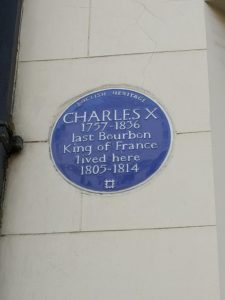 ENGLISH HERITAGE
CHARLES X
1757-1836
last Bourbon
King of France
lived here
1805-1814